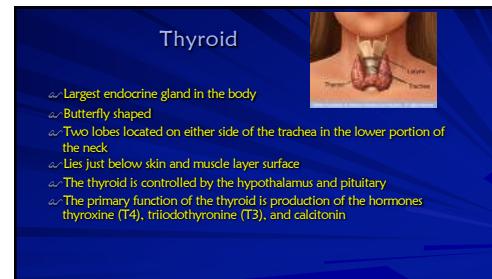 Thyroid
Larynx
Thyroid
Trachea
Largest endocrine gland in the body
Butterfly shaped
Two lobes located on either side of the trachea in the lower portion of
the neck
Lies just below skin and muscle layer surface
The thyroid is controlled by the hypothalamus and pituitary
The primary function of the thyroid is production of the hormones
thyroxine (T4), triiodothyronine (T3), and calcitonin